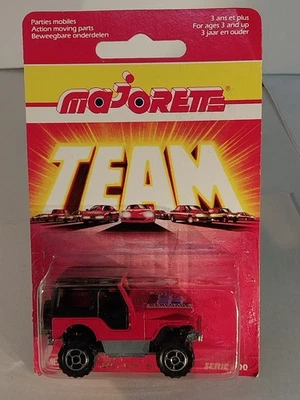 Parties mobiles
Action moving parts
Beweegbare onderdelen
3 ans et plus
For ages 3 and up
3 jaar en ouder
majorette®
TEAM
SERIE